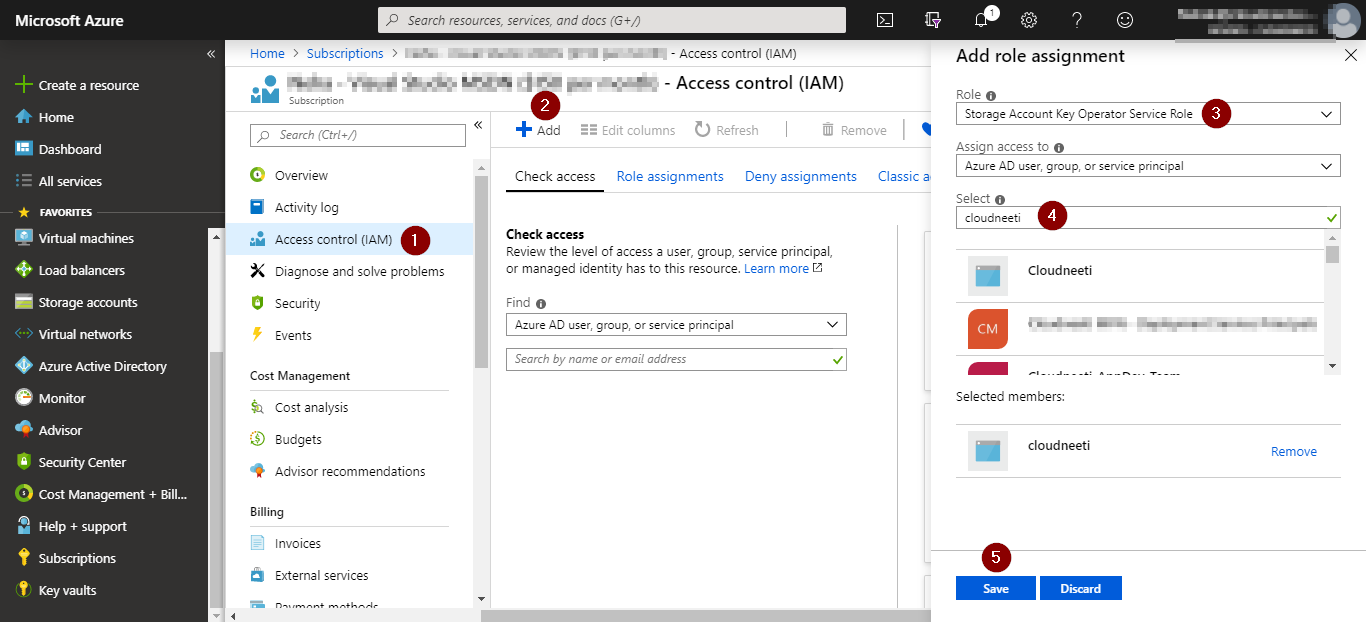 Microsoft Azure
Search resources, services, and docs (G+/)
1
Create a resource
Home
Dashboard
All services
FAVORITES
Virtual machines
Load balancers
Storage accounts
Virtual networks
Azure Active Directory
Monitor
Advisor
Security Center
Cost Management + Bill...
Help + support
Subscriptions
Key vaults
Home > Subscriptions > - Access control (IAM)
- Access control (IAM)
Subscription
Search (Ctrl+/)
Overview
Activity log
Access control (IAM) 1
Diagnose and solve problems
Security
Events
Cost Management
Cost analysis
Budgets
Advisor recommendations
Billing
Invoices
External services
Payment methods
2
Add Edit columns Refresh Remove
Check access Role assignments Deny assignments Classic a
Check access
Review the level of access a user, group, service principal,
or managed identity has to this resource. Learn more
Find
Azure AD user, group, or service principal
Search by name or email address
Add role assignment
Role
Storage Account Key Operator Service Role 3
Assign access to
Azure AD user, group, or service principal
Select
cloudneeti 4
Cloudneeti
CM
Cloudneeti-AppDev-Team
Selected members:
cloudneeti Remove
5
Save Discard